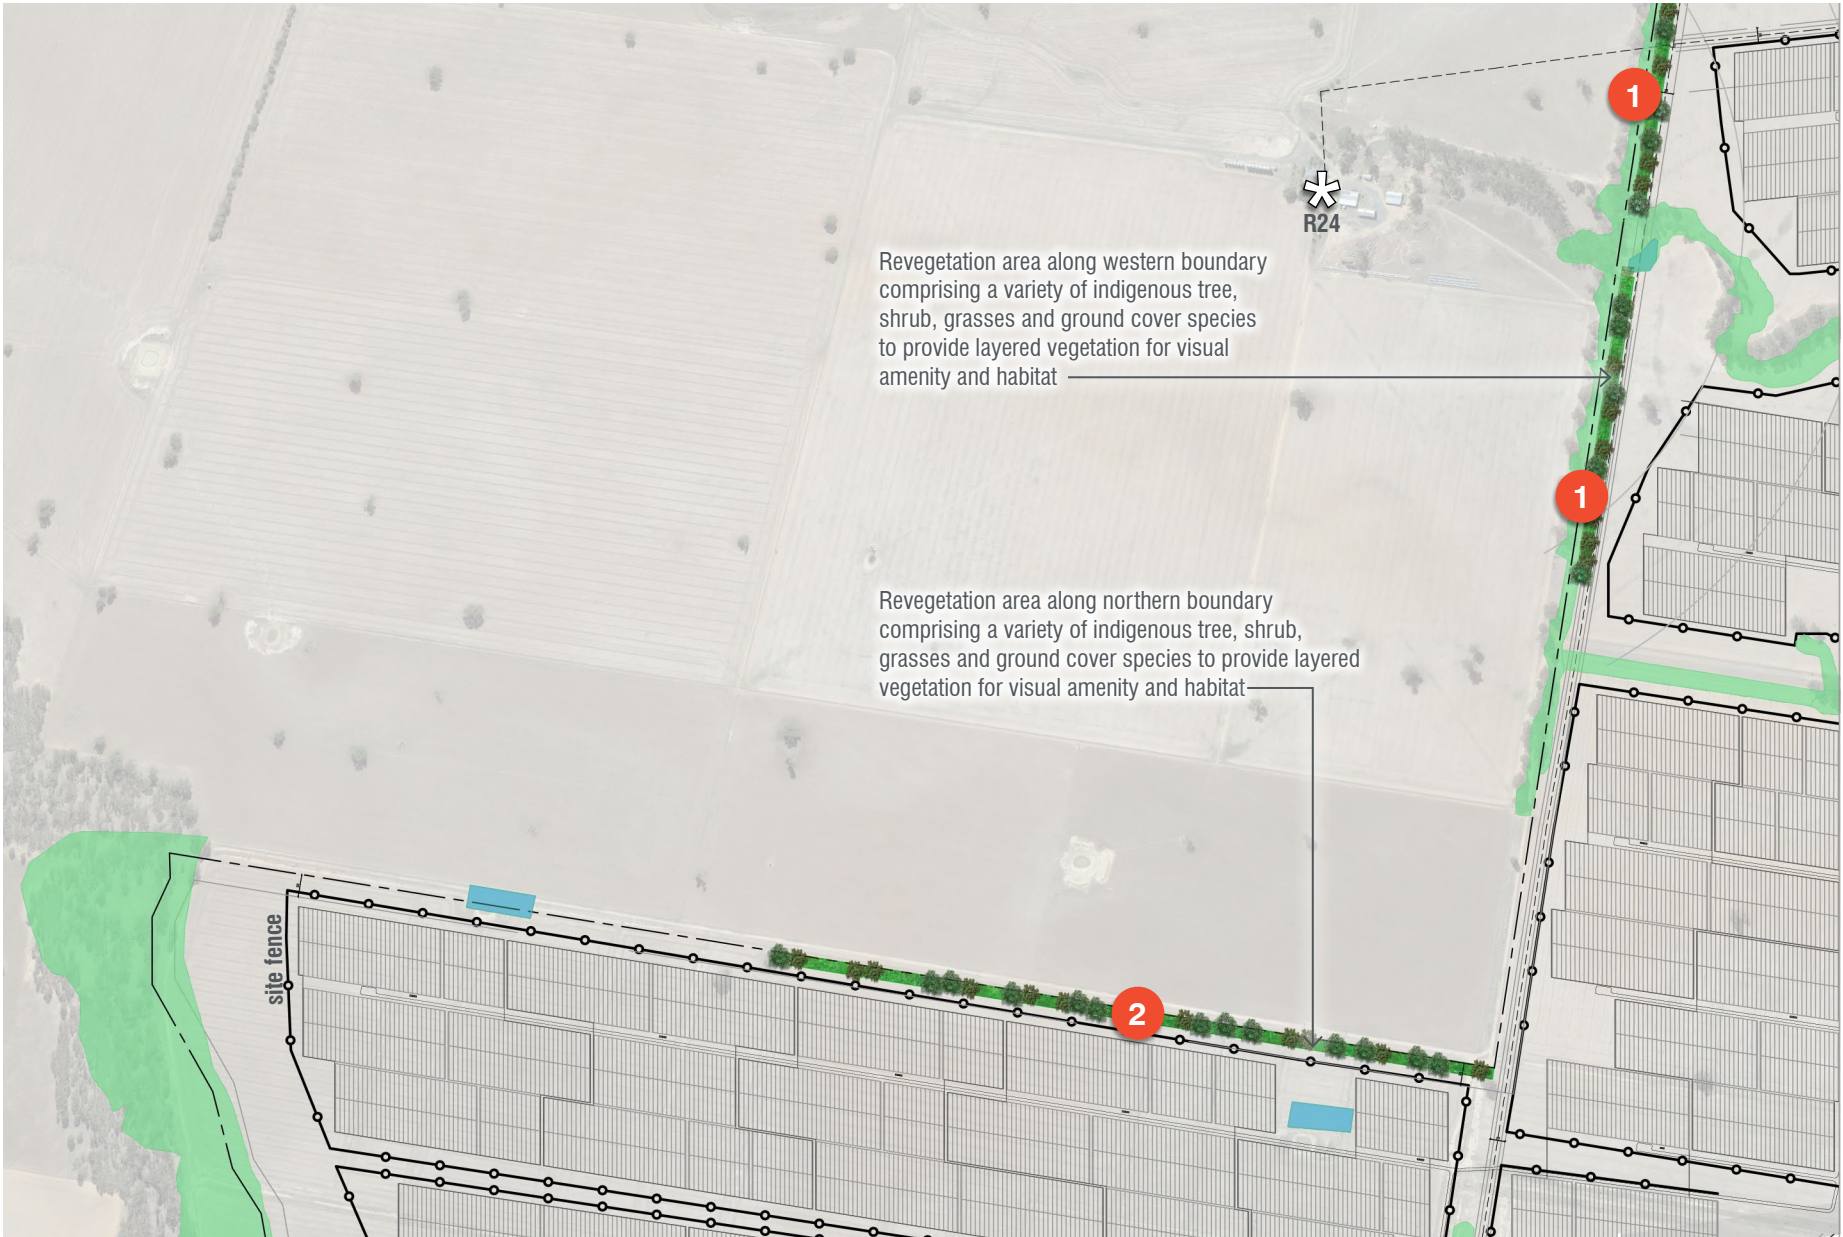 1
R24
Revegetation area along western boundary
comprising a variety of indigenous tree,
shrub, grasses and ground cover species
to provide layered vegetation for visual
amenity and habitat
1
Revegetation area along northern boundary
comprising a variety of indigenous tree, shrub,
grasses and ground cover species to provide layered
vegetation for visual amenity and habitat
site fence
2